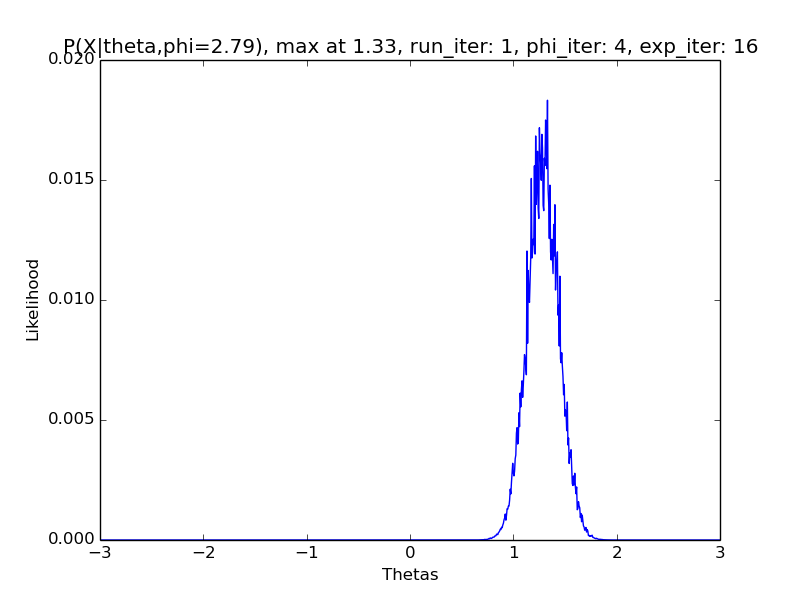 P(X|theta,phi=2.79), max at 1.33, run_iter: 1, phi_iter: 4, exp_iter: 16
0.020
0.015
0.010
0.005
0.000
Likelihood
−3 −2 −1 0 1 2 3
Thetas